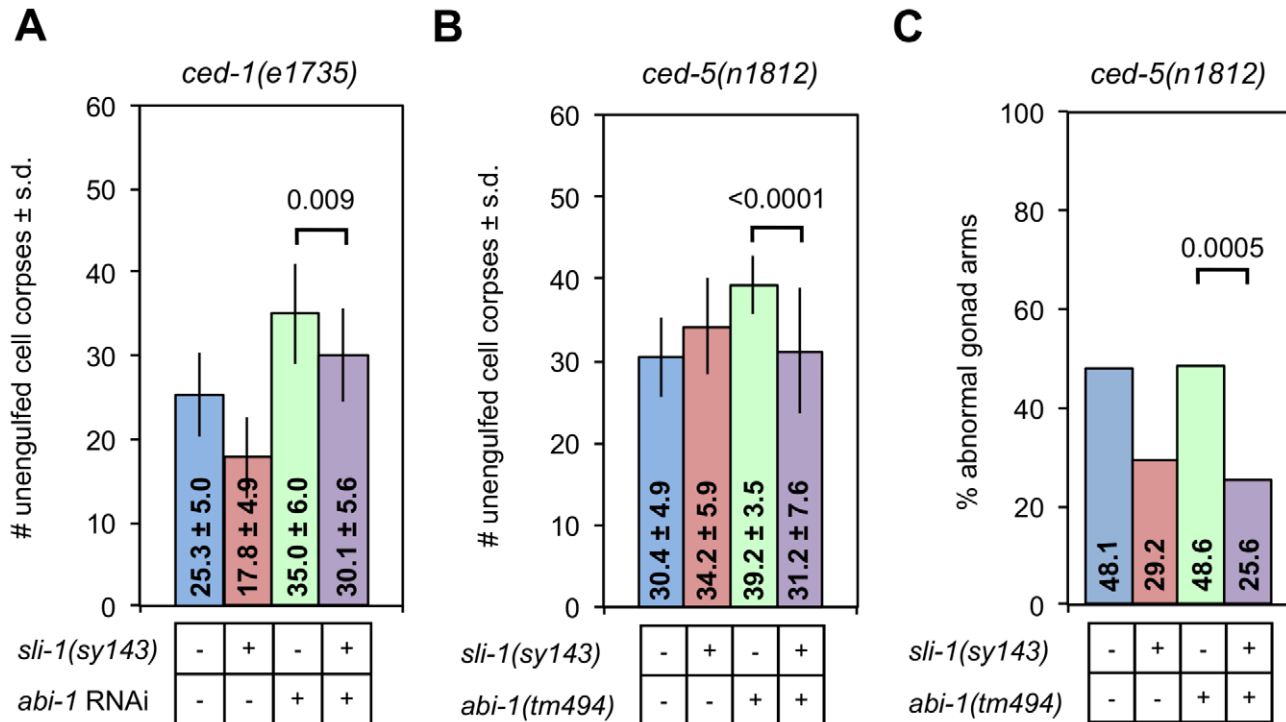 A
ced-1(e1735)
# unengulfed cell corpses ± s.d.
60
50
40
30
20
10
0
0.009
25.3 ± 5.0
17.8 ± 4.9
35.0 ± 6.0
30.1 ± 5.6
sli-1(sy143) - + - +
abi-1 RNAi - - + +
B
ced-5(n1812)
# unengulfed cell corpses ± s.d.
60
50
40
30
20
10
0
<0.0001
30.4 ± 4.9
34.2 ± 5.9
39.2 ± 3.5
31.2 ± 7.6
sli-1(sy143) - + - +
abi-1(tm494) - - + +
C
ced-5(n1812)
% abnormal gonad arms
100
80
60
40
20
0
0.0005
48.1
29.2
48.6
25.6
sli-1(sy143) - + - +
abi-1(tm494) - - + +